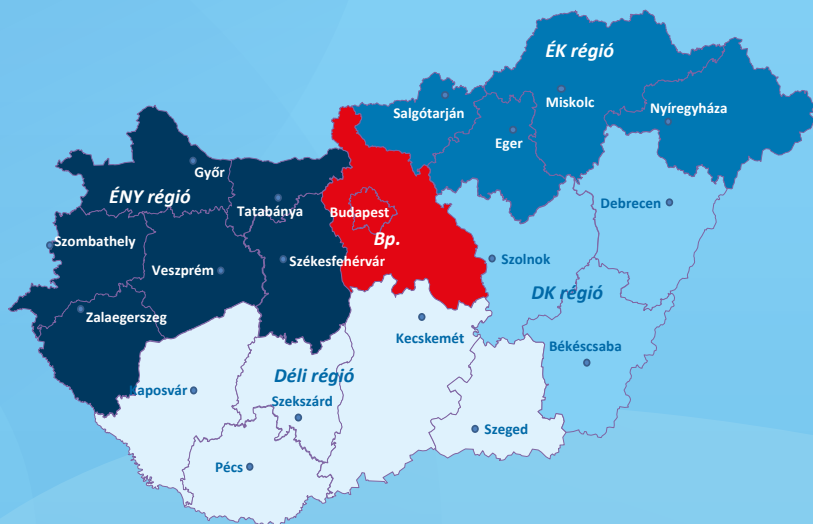 ÉK régió
Miskolc
Salgótarján
Nyíregyháza
Eger
Győr
ÉNY régió
Tatabánya
Budapest
Debrecen
Szombathely
Bp.
Székesfehérvár
Szolnok
Veszprém
DK régió
Zalaegerszeg
Kecskemét
Békéscsaba
Déli régió
Kaposvár
Szekszárd
Szeged
Pécs